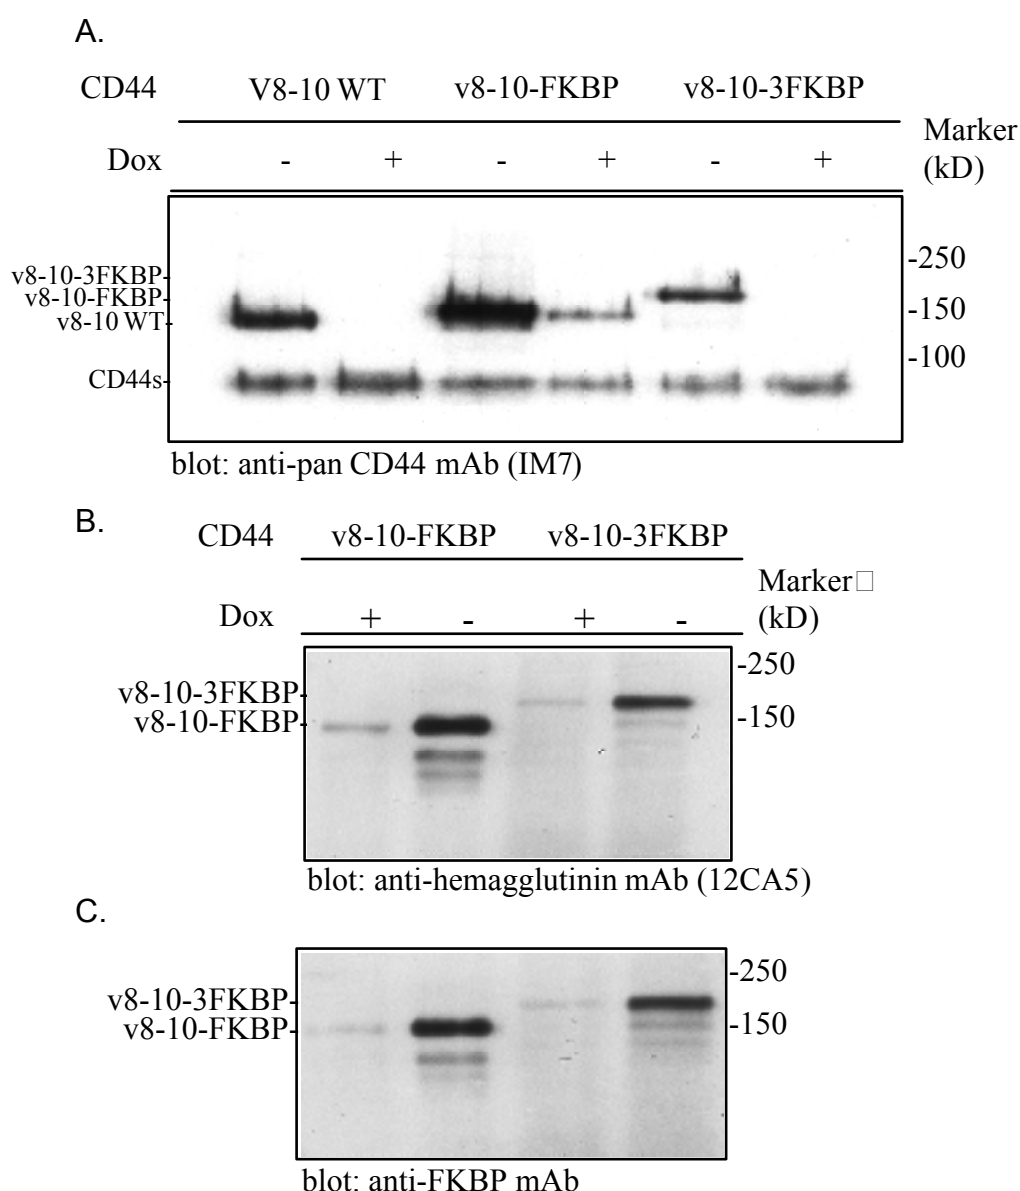 A.
CD44 V8-10 WT v8-10-FKBP v8-10-3FKBP
Marker
(kD)
Dox - + - + - +
v8-10-3FKBP-
v8-10-FKBP-
v8-10 WT-
CD44s-
-250
-150
-100
blot: anti-pan CD44 mAb (IM7)
B.
CD44 v8-10-FKBP v8-10-3FKBP
Marker□
(kD)
Dox + - + -
v8-10-3FKBP-
v8-10-FKBP-
-250
-150
blot: anti-hemagglutinin mAb (12CA5)
C.
v8-10-3FKBP-
v8-10-FKBP-
-250
-150
blot: anti-FKBP mAb